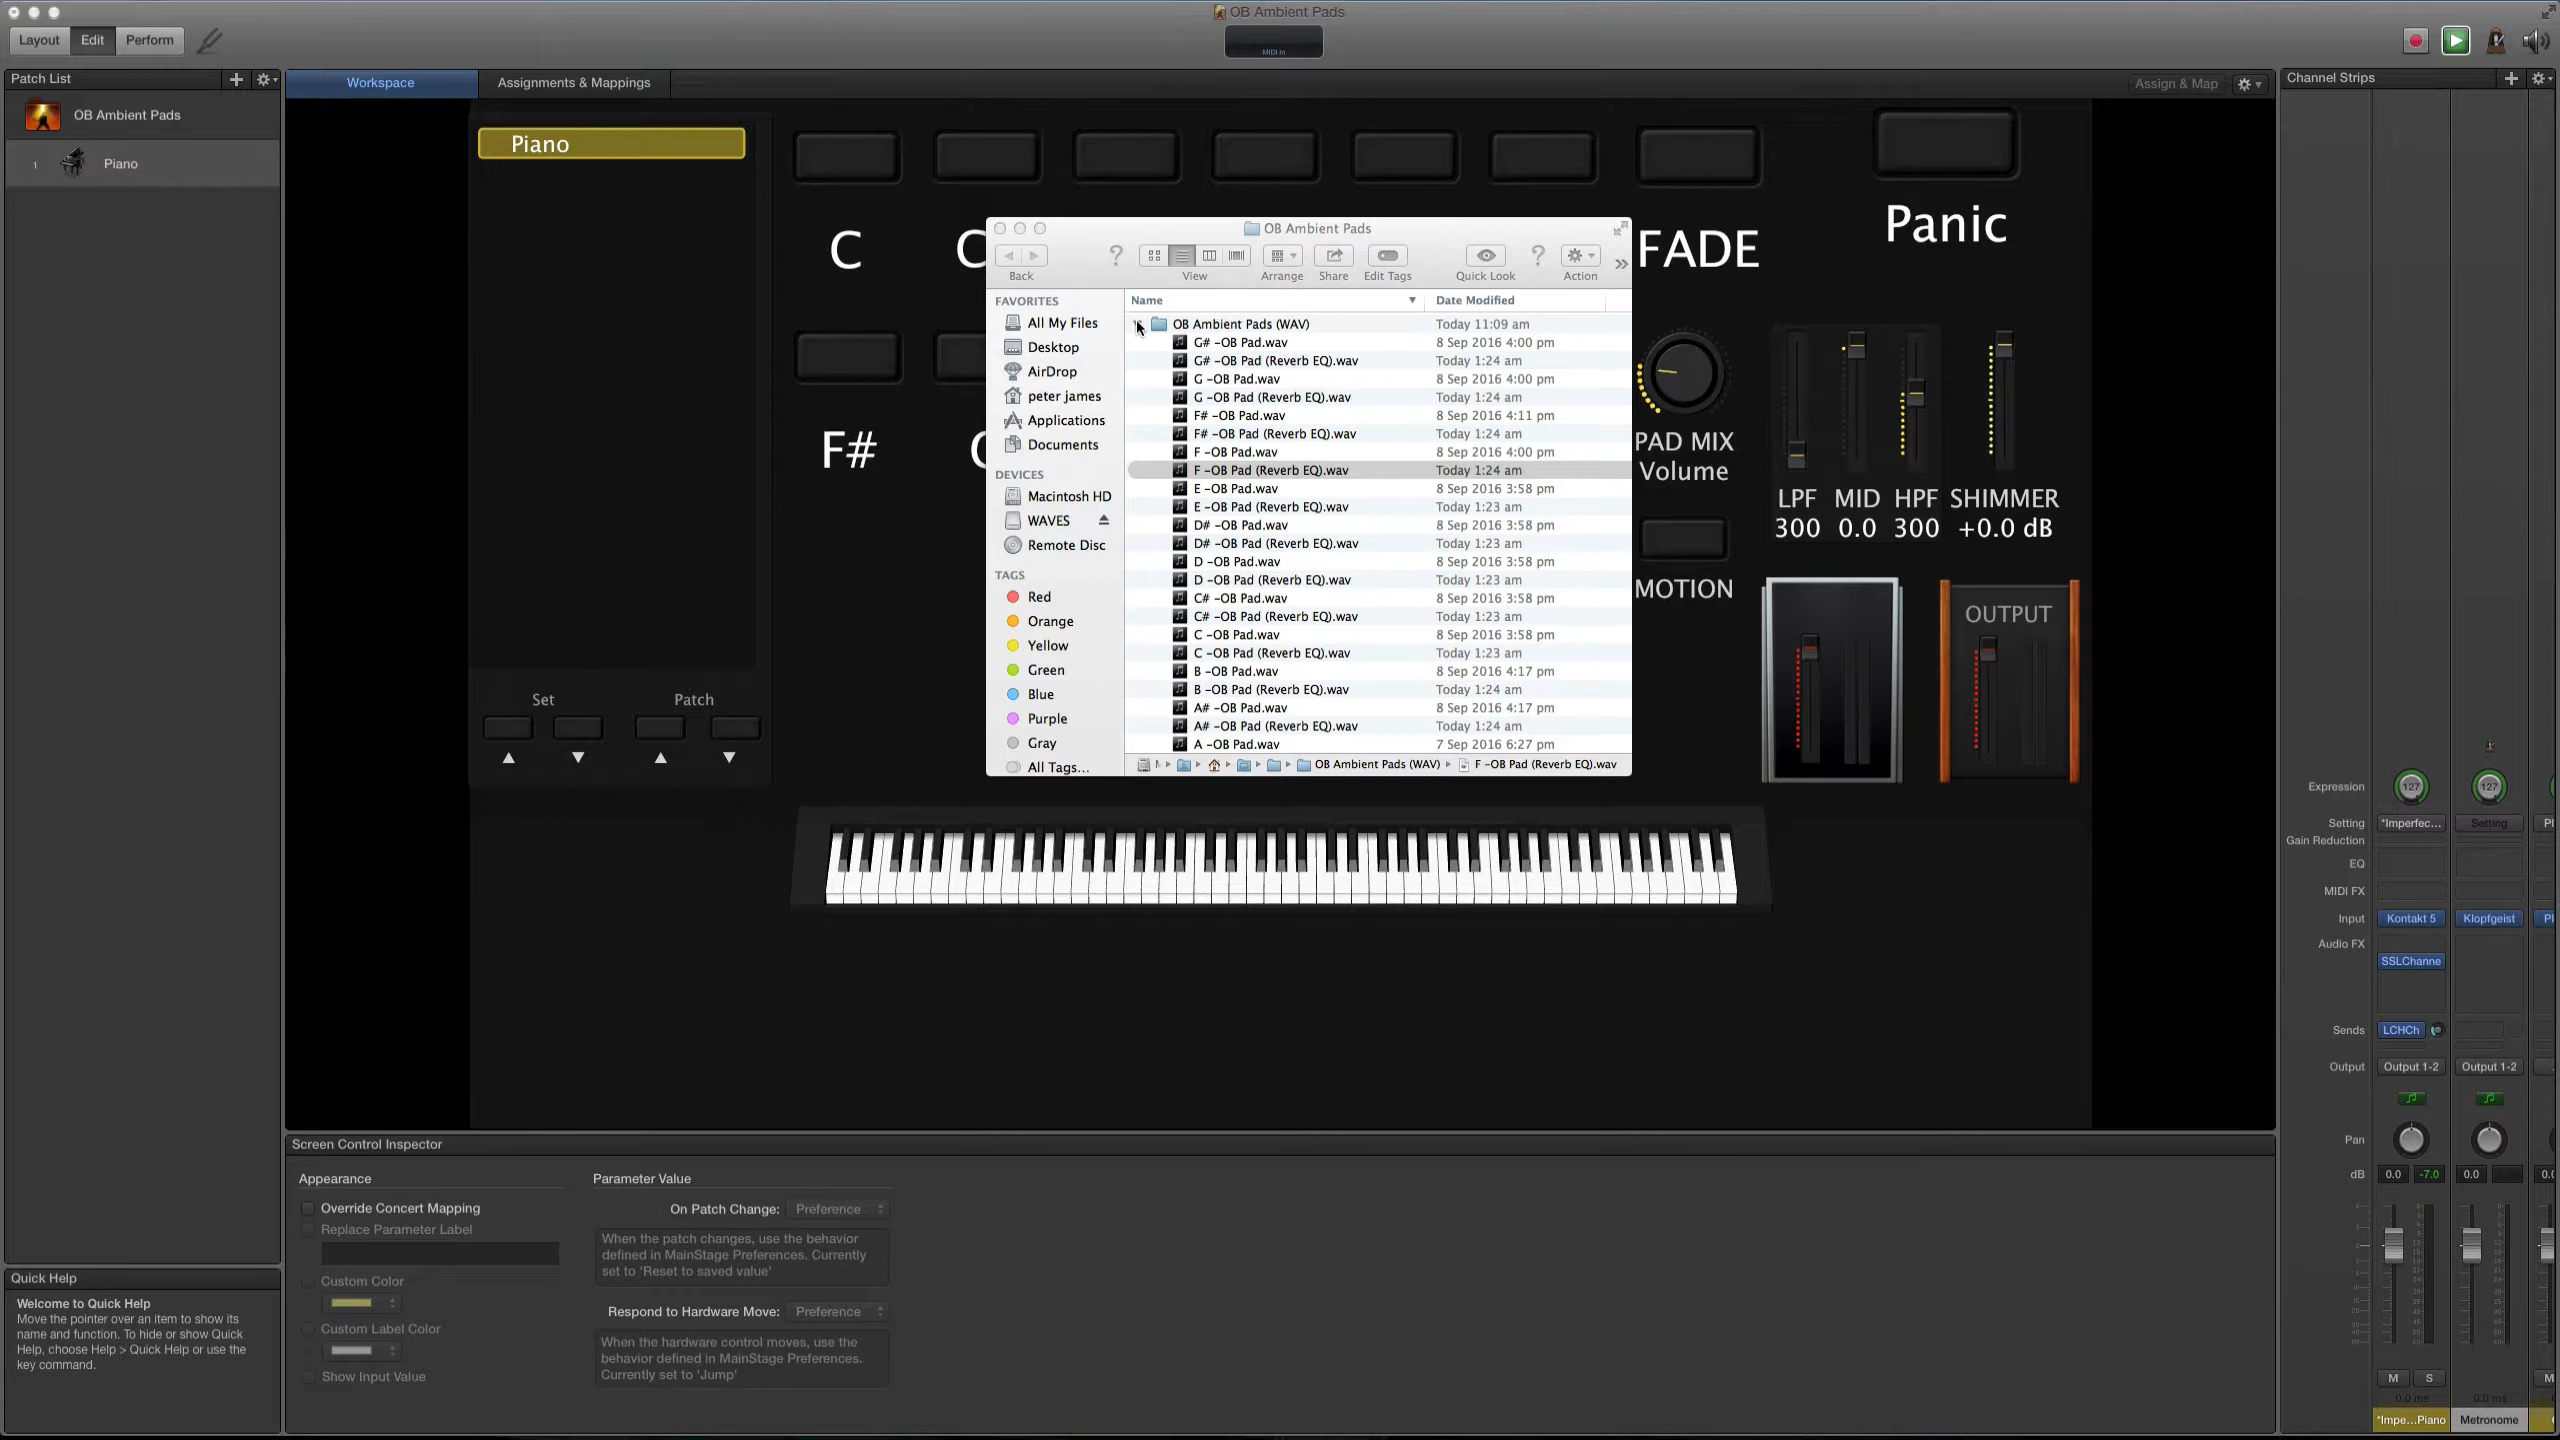 OB Ambient Pads
Layout
Edit
Perform
MIDI In
Patch List
Workspace
Assignments & Mappings
Assign & Map
Channel Strips
OB Ambient Pads
1
Piano
Piano
C
FADE
Panic
F#
PAD MIX
Volume
MOTION
LPF
MID
HPF
SHIMMER
300
0.0
300
+0.0 dB
OUTPUT
Set
Patch
OB Ambient Pads
Back
View
Arrange
Share
Edit Tags
Quick Look
Action
FAVORITES
All My Files
Desktop
AirDrop
peter james
Applications
Documents
DEVICES
Macintosh HD
WAVES
Remote Disc
TAGS
Red
Orange
Yellow
Green
Blue
Purple
Gray
All Tags...
Name
Date Modified
OB Ambient Pads (WAV) Today 11:09 am
G# -OB Pad.wav 8 Sep 2016 4:00 pm
G# -OB Pad (Reverb EQ).wav Today 1:24 am
G -OB Pad.wav 8 Sep 2016 4:00 pm
G -OB Pad (Reverb EQ).wav Today 1:24 am
F# -OB Pad.wav 8 Sep 2016 4:11 pm
F# -OB Pad (Reverb EQ).wav Today 1:24 am
F -OB Pad.wav 8 Sep 2016 4:00 pm
F -OB Pad (Reverb EQ).wav Today 1:24 am
E -OB Pad.wav 8 Sep 2016 3:58 pm
E -OB Pad (Reverb EQ).wav Today 1:23 am
D# -OB Pad.wav 8 Sep 2016 3:58 pm
D# -OB Pad (Reverb EQ).wav Today 1:23 am
D -OB Pad.wav 8 Sep 2016 3:58 pm
D -OB Pad (Reverb EQ).wav Today 1:23 am
C# -OB Pad.wav 8 Sep 2016 3:58 pm
C# -OB Pad (Reverb EQ).wav Today 1:23 am
C -OB Pad.wav 8 Sep 2016 3:58 pm
C -OB Pad (Reverb EQ).wav Today 1:23 am
B -OB Pad.wav 8 Sep 2016 4:17 pm
B -OB Pad (Reverb EQ).wav Today 1:24 am
A# -OB Pad.wav 8 Sep 2016 4:17 pm
A# -OB Pad (Reverb EQ).wav Today 1:24 am
A -OB Pad.wav 7 Sep 2016 6:27 pm
OB Ambient Pads (WAV)
F -OB Pad (Reverb EQ).wav
Screen Control Inspector
Appearance
Override Concert Mapping
Replace Parameter Label
Custom Color
Custom Label Color
Show Input Value
Parameter Value
On Patch Change: Preference
When the patch changes, use the behavior
defined in MainStage Preferences. Currently
set to 'Reset to saved value'
Respond to Hardware Move: Preference
When the hardware control moves, use the
behavior defined in MainStage Preferences.
Currently set to 'Jump'
Quick Help
Welcome to Quick Help
Move the pointer over an item to show its
name and function. To hide or show Quick
Help, choose Help > Quick Help or use the
key command.
Expression 127 127
Setting *Imperfec... Setting
Gain Reduction
EQ
MIDI FX
Input Kontakt 5 Klopfgeist
Audio FX
SSLChanne
Sends LCHCh
Output Output 1-2 Output 1-2
Pan
dB 0.0 -7.0 0.0
M S
0.0 ms 0.0 ms
*Impe...Piano Metronome